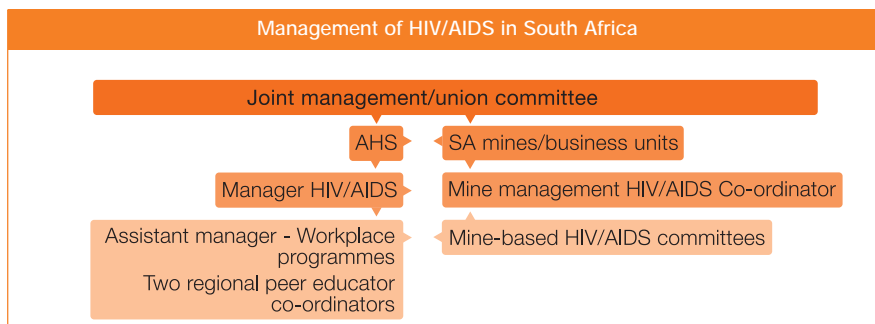 Management of HIV/AIDS in South Africa
Joint management/union committee
AHS
SA mines/business units
Manager HIV/AIDS
Mine management HIV/AIDS Co-ordinator
Assistant manager - Workplace
programmes
Two regional peer educator
co-ordinators
Mine-based HIV/AIDS committees